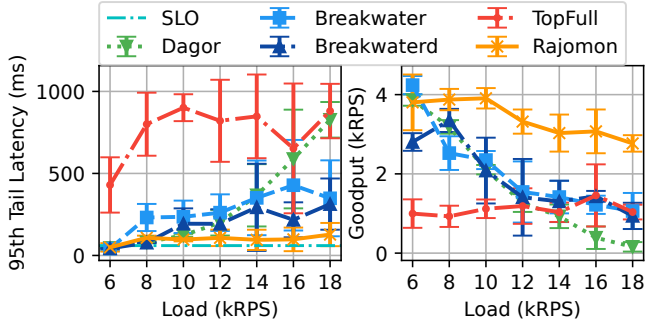 SLO Breakwater TopFull
Dagor Breakwaterd Rajomon
95th Tail Latency (ms)
1000
500
0
6 8 10 12 14 16 18
Load (kRPS)
Goodput (kRPS)
4
2
0
6 8 10 12 14 16 18
Load (kRPS)